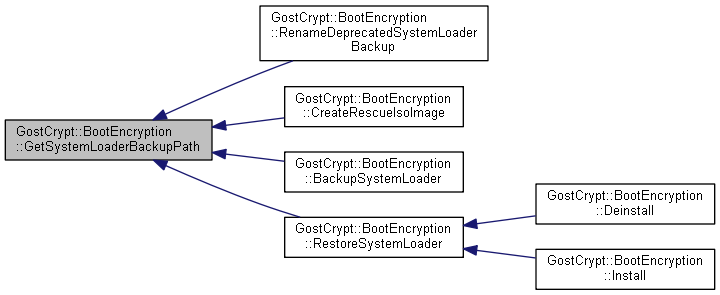 GostCrypt::BootEncryption
::RenameDeprecatedSystemLoader
Backup
GostCrypt::BootEncryption
::CreateRescueIsoImage
GostCrypt::BootEncryption
::GetSystemLoaderBackupPath
GostCrypt::BootEncryption
::BackupSystemLoader
GostCrypt::BootEncryption
::RestoreSystemLoader
GostCrypt::BootEncryption
::Deinstall
GostCrypt::BootEncryption
::Install